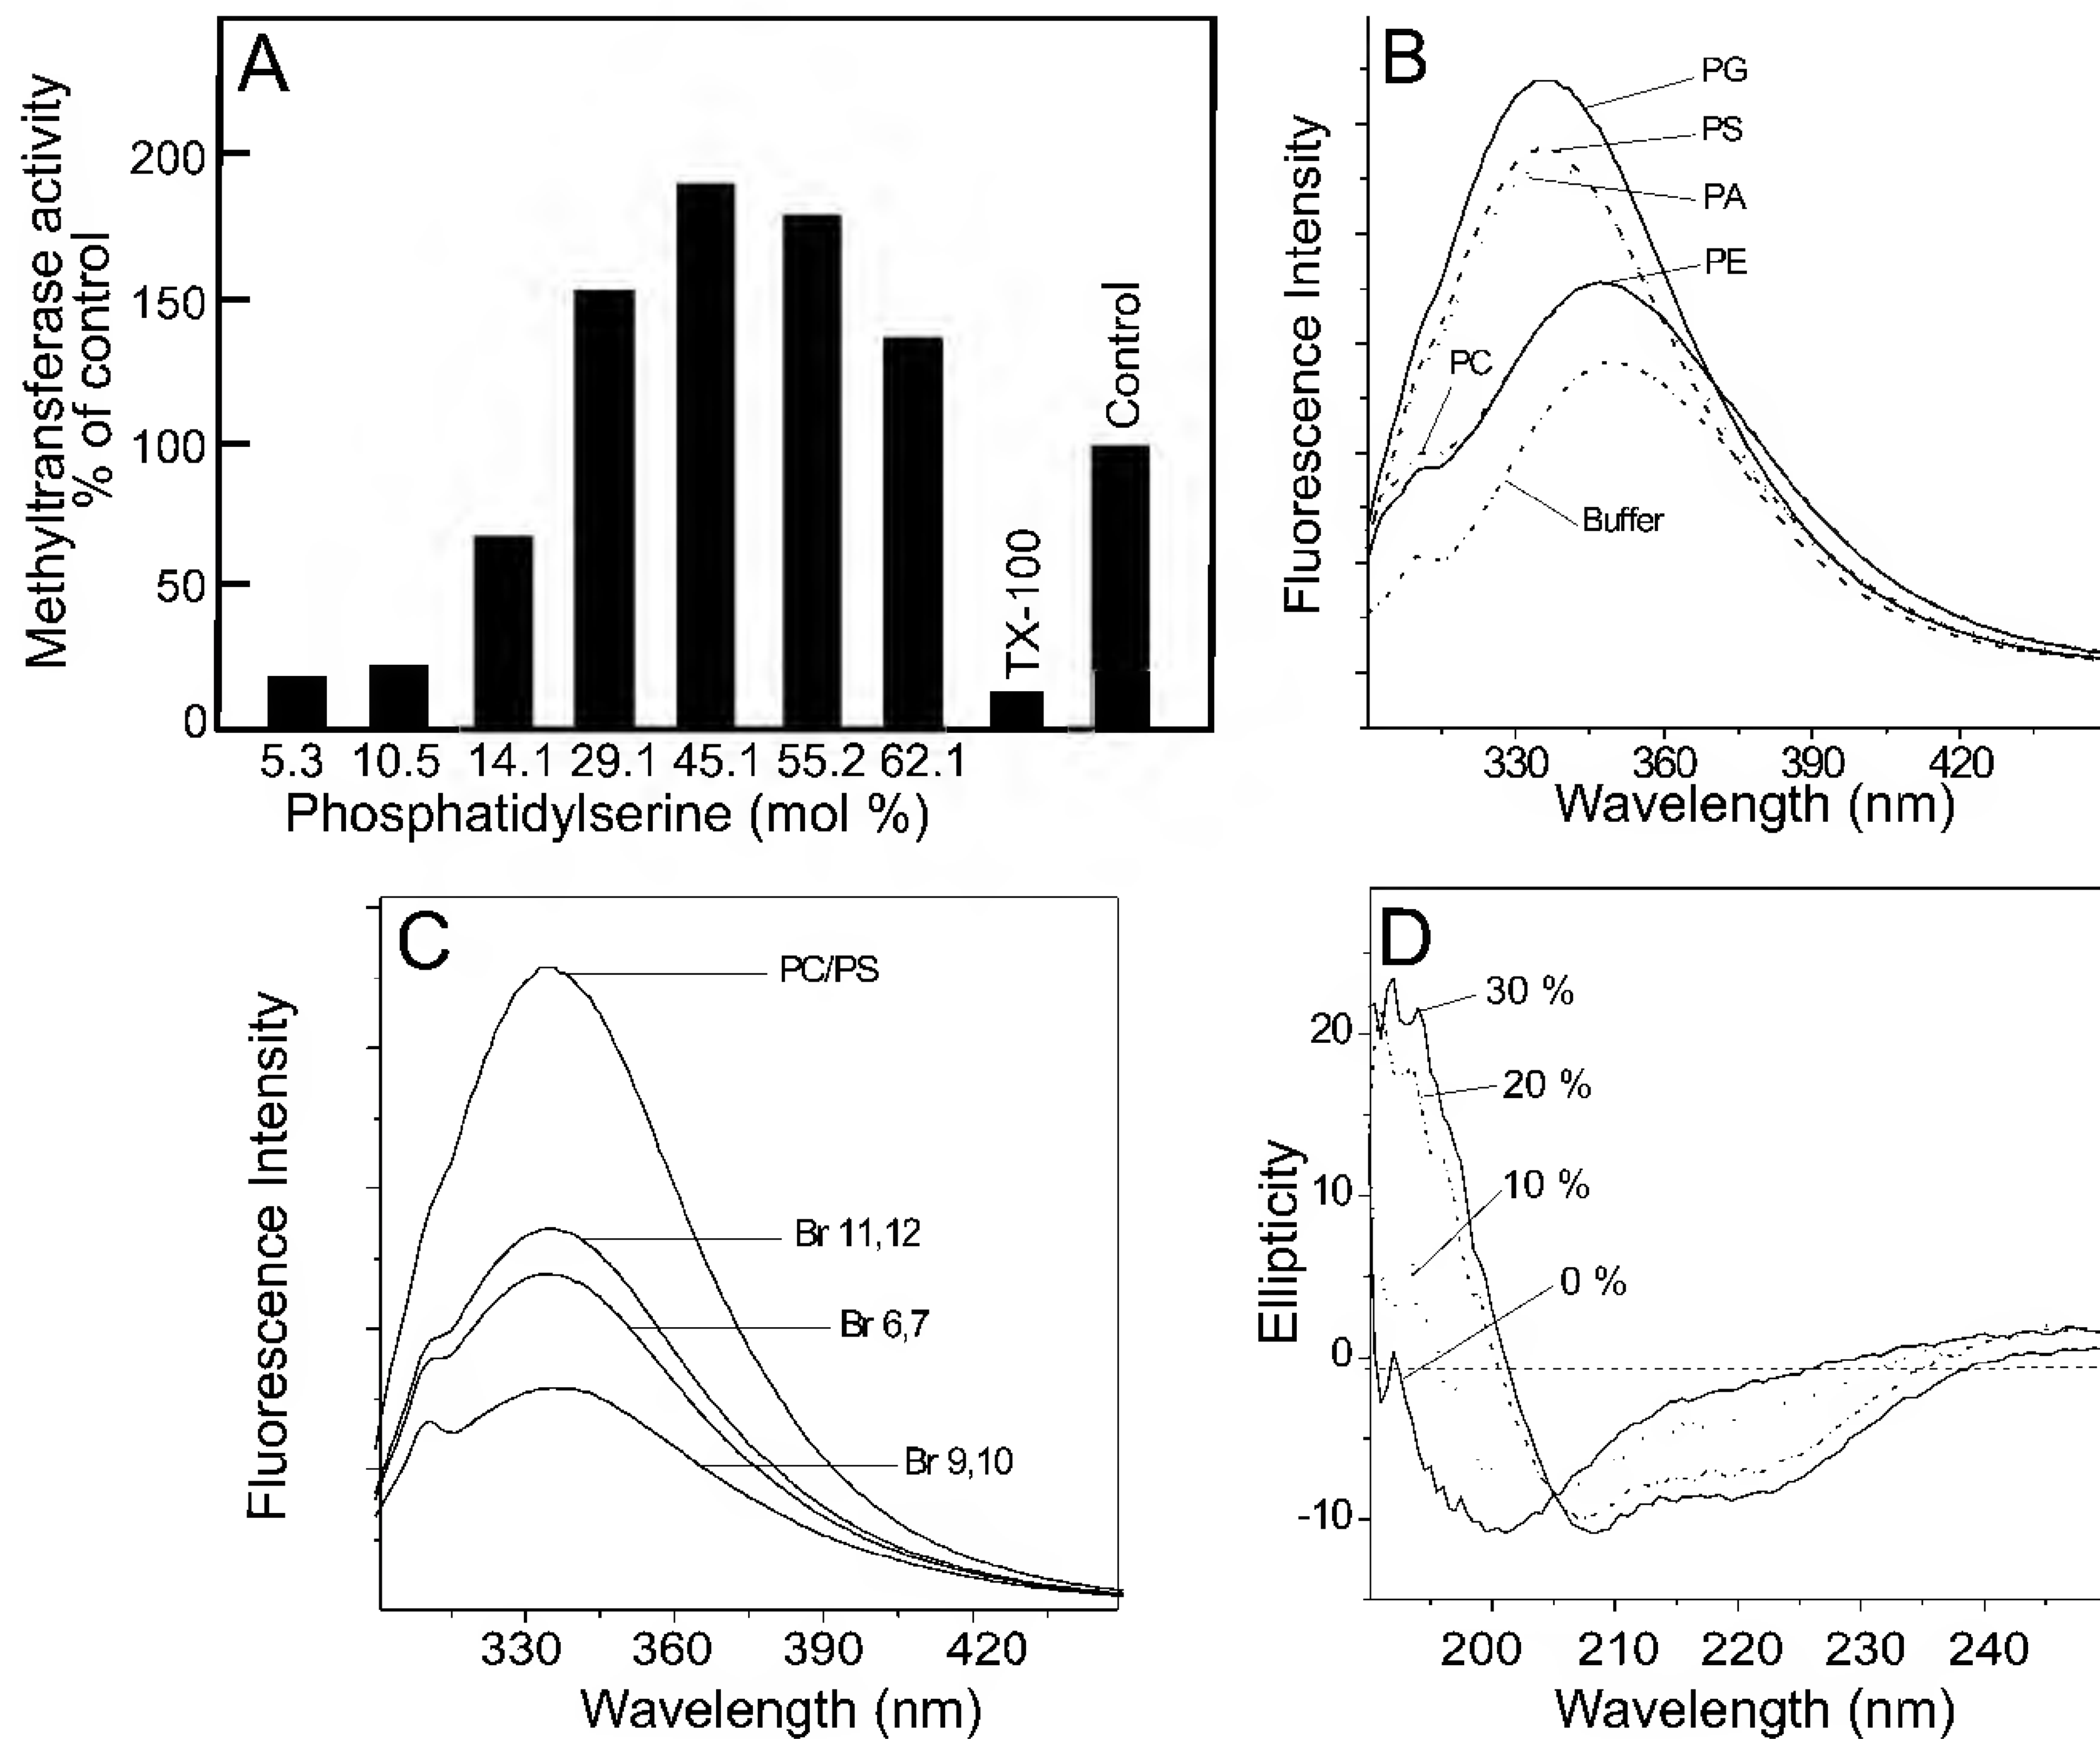 A
Methyltransferase activity
% of control
200
150
100
50
0
TX-100
Control
5.3 10.5 14.1 29.1 45.1 55.2 62.1
Phosphatidylserine (mol %)
B
Fluorescence Intensity
PG
PS
PA
PE
PC
Buffer
330 360 390 420
Wavelength (nm)
C
Fluorescence Intensity
PC/PS
Br 11,12
Br 6,7
Br 9,10
330 360 390 420
Wavelength (nm)
D
Ellipticity
20
10
0
-10
30 %
20 %
10 %
0 %
200 210 220 230 240
Wavelength (nm)